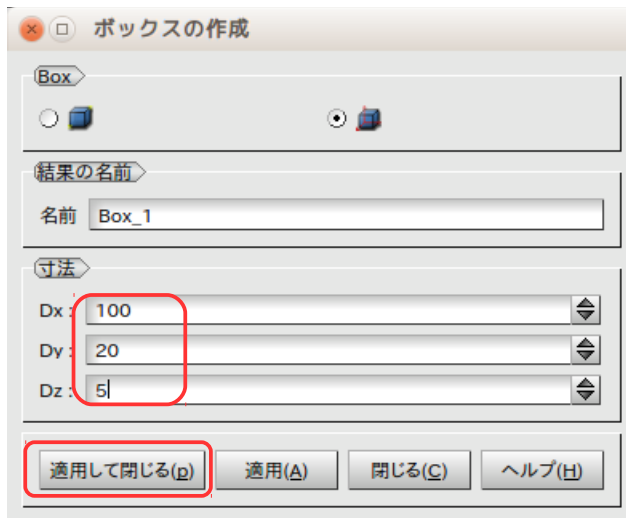 ボックスの作成
Box
結果の名前
名前 Box_1
寸法
Dx : 100
Dy : 20
Dz : 5
適用して閉じる(p) 適用(A) 閉じる(C) ヘルプ(H)